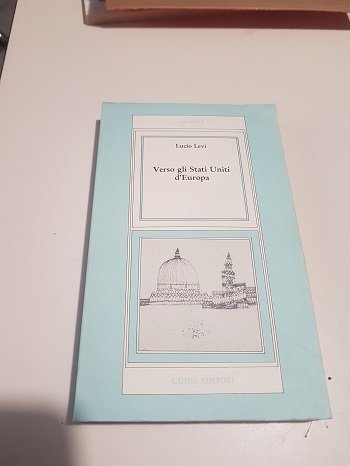 Lucio Levi
Verso gli Stati Uniti
d'Europa
GUIDA EDITORI